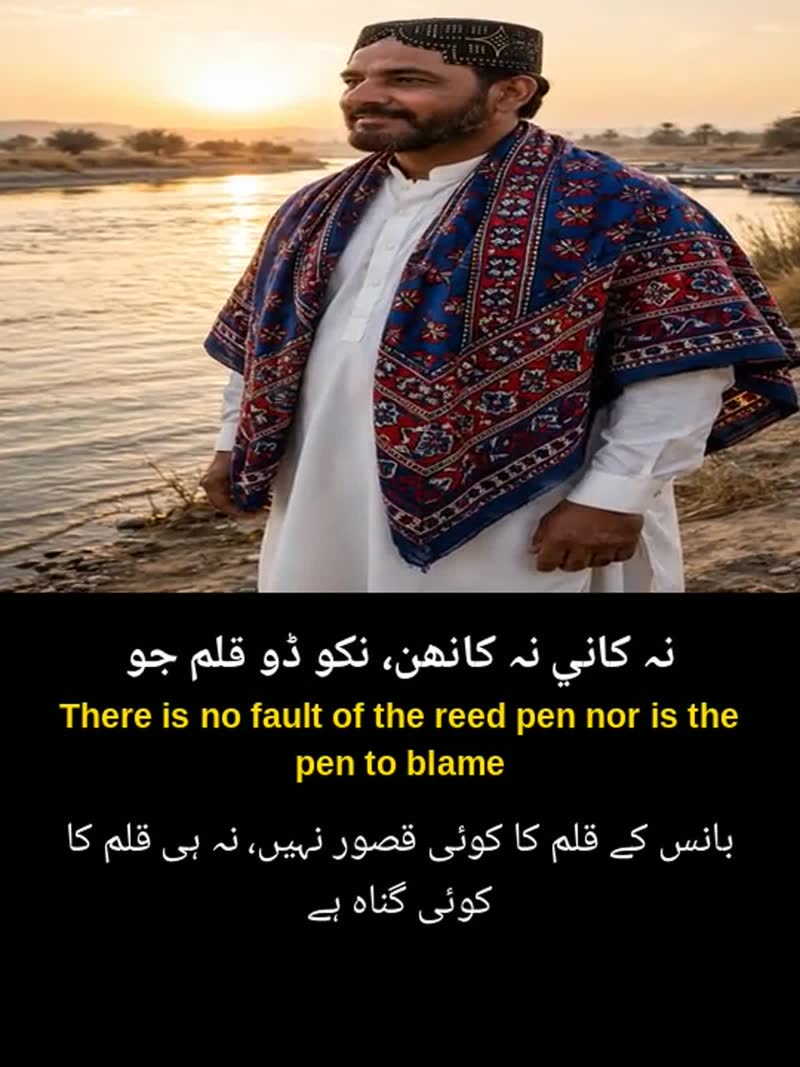 نہ ڪاني نہ ڪانھن، نڪو ڏو قلم جو
There is no fault of the reed pen nor is the
pen to blame
بانس کے قلم کا کوئی قصور نہیں، نہ ہی قلم کا
کوئی گناہ ہے